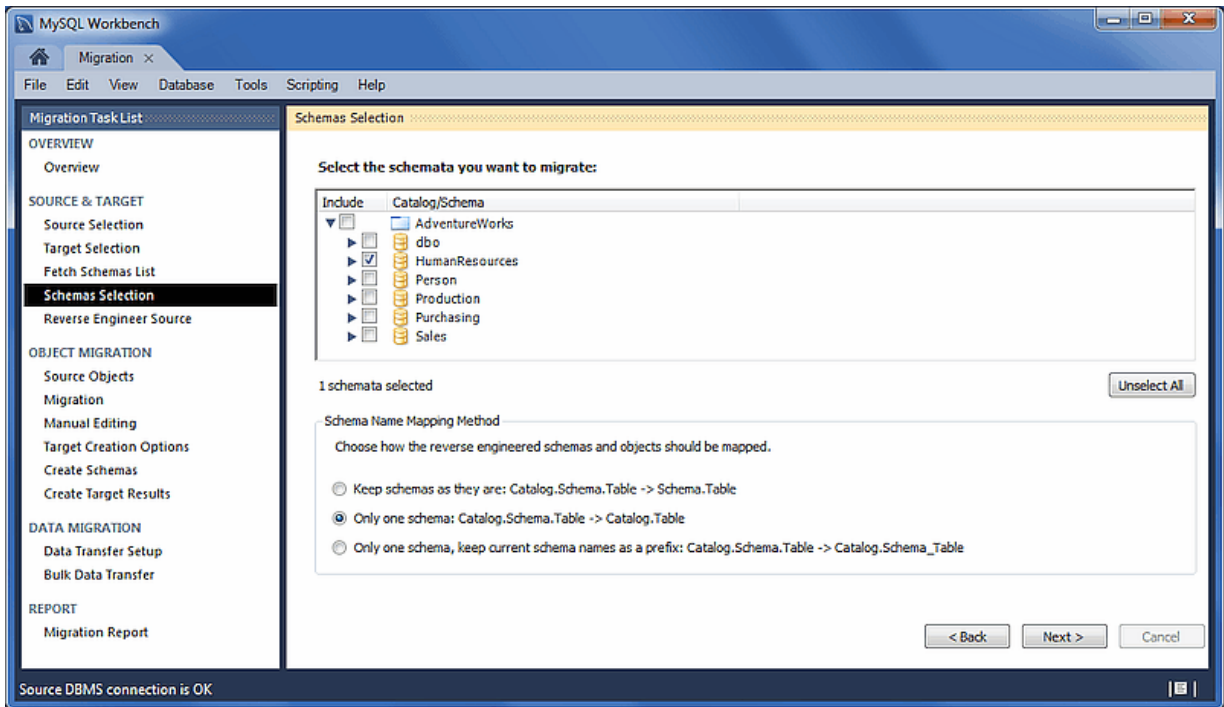 MySQL Workbench
Migration
File Edit View Database Tools Scripting Help
Migration Task List
OVERVIEW
Overview
SOURCE & TARGET
Source Selection
Target Selection
Fetch Schemas List
Schemas Selection
Reverse Engineer Source
OBJECT MIGRATION
Source Objects
Migration
Manual Editing
Target Creation Options
Create Schemas
Create Target Results
DATA MIGRATION
Data Transfer Setup
Bulk Data Transfer
REPORT
Migration Report
Schemas Selection
Select the schemata you want to migrate:
Include Catalog/Schema
AdventureWorks
dbo
HumanResources
Person
Production
Purchasing
Sales
1 schemata selected
Unselect All
Schema Name Mapping Method
Choose how the reverse engineered schemas and objects should be mapped.
Keep schemas as they are: Catalog.Schema.Table -> Schema.Table
Only one schema: Catalog.Schema.Table -> Catalog.Table
Only one schema, keep current schema names as a prefix: Catalog.Schema.Table -> Catalog.Schema_Table
< Back Next > Cancel
Source DBMS connection is OK